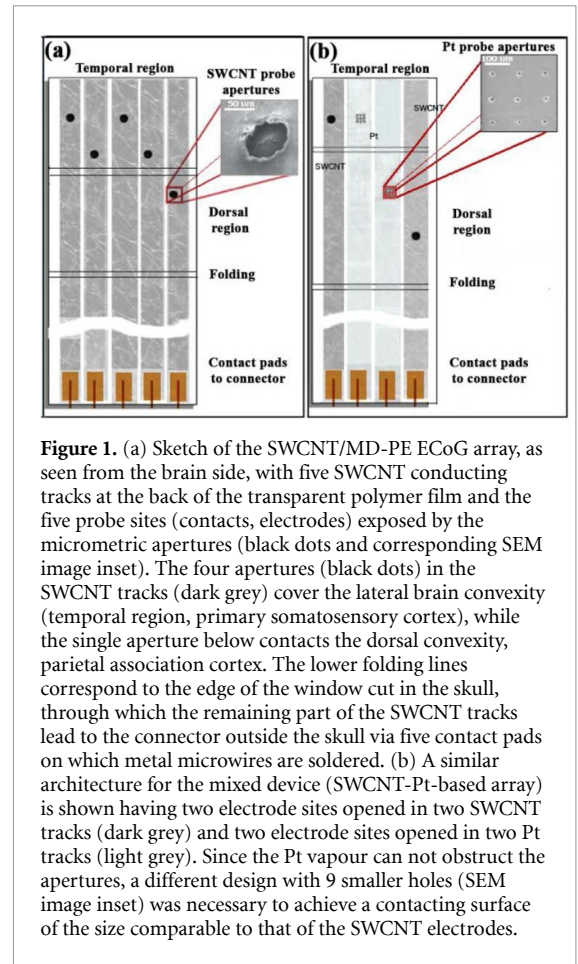 (a)
Temporal region
SWCNT probe
apertures
50 um
Dorsal
region
Folding
Contact pads
to connector
(b)
Pt probe apertures
100 um
Temporal region
SWCNT
Pt
SWCNT
Dorsal
region
Folding
Contact pads
to connector
Figure 1. (a) Sketch of the SWCNT/MD-PE ECoG array, as
seen from the brain side, with five SWCNT conducting
tracks at the back of the transparent polymer film and the
five probe sites (contacts, electrodes) exposed by the
micrometric apertures (black dots and corresponding SEM
image inset). The four apertures (black dots) in the
SWCNT tracks (dark grey) cover the lateral brain convexity
(temporal region, primary somatosensory cortex), while
the single aperture below contacts the dorsal convexity,
parietal association cortex. The lower folding lines
correspond to the edge of the window cut in the skull,
through which the remaining part of the SWCNT tracks
lead to the connector outside the skull via five contact pads
on which metal microwires are soldered. (b) A similar
architecture for the mixed device (SWCNT-Pt-based array)
is shown having two electrode sites opened in two SWCNT
tracks (dark grey) and two electrode sites opened in two Pt
tracks (light grey). Since the Pt vapour can not obstruct the
apertures, a different design with 9 smaller holes (SEM
image inset) was necessary to achieve a contacting surface
of the size comparable to that of the SWCNT electrodes.